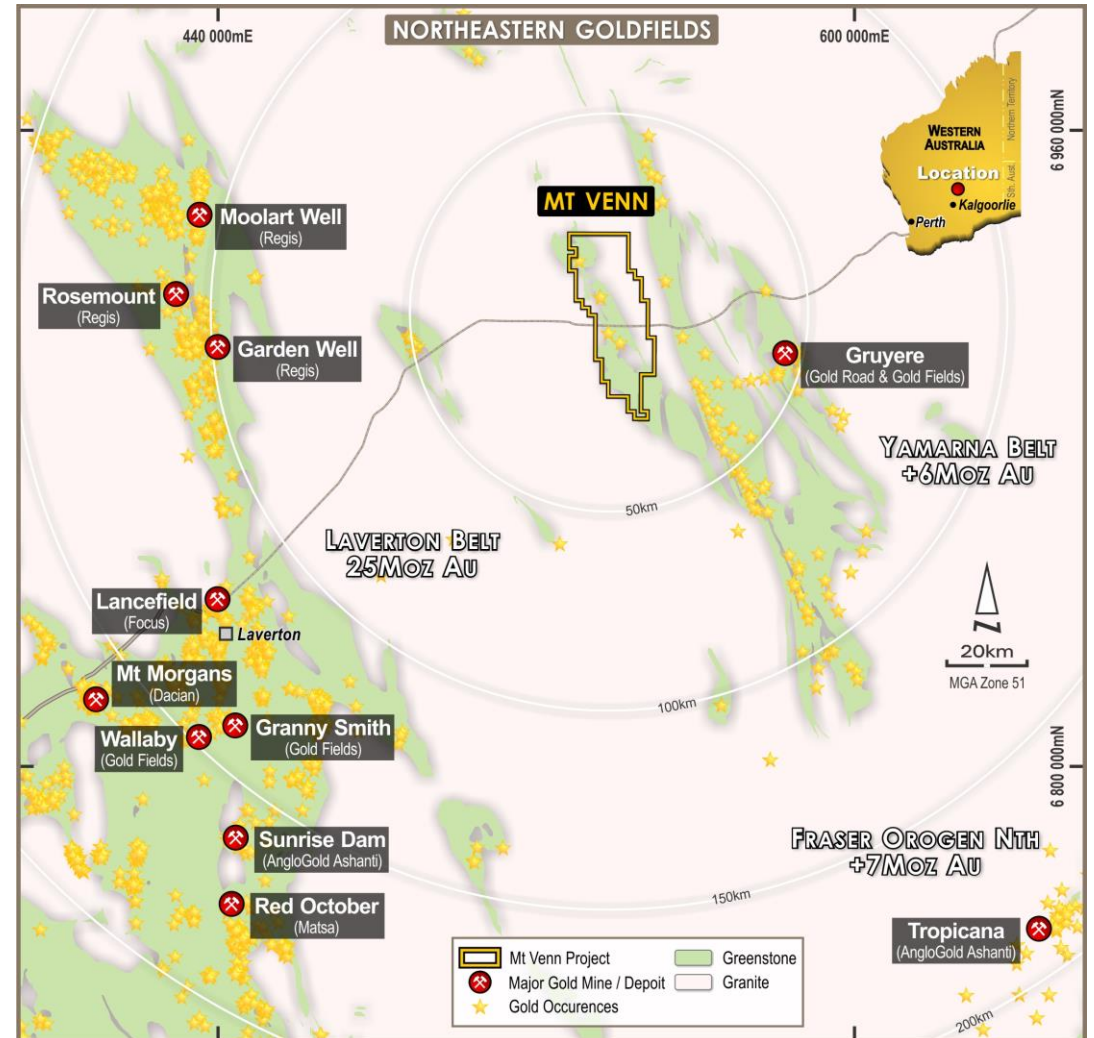 NORTHEASTERN GOLDFIELDS
440 000mE
600 000mE
6 960 000mN
WESTERN
AUSTRALIA
Location
Kalgoorlie
Perth
Northern Territory
Sth. Aust.
MT VENN
Moolart Well
(Regis)
Rosemount
(Regis)
Garden Well
(Regis)
Gruyere
(Gold Road & Gold Fields)
YAMARNA BELT
+6MOZ AU
50km
LAVERTON BELT
25MOZ AU
Lancefield
(Focus)
Laverton
N
20km
MGA Zone 51
Mt Morgans
(Dacian)
100km
Wallaby
(Gold Fields)
Granny Smith
(Gold Fields)
6 800 000mN
Sunrise Dam
(AngloGold Ashanti)
FRASER OROGEN NTH
+7MOZ AU
150km
Red October
(Matsa)
Tropicana
(AngloGold Ashanti)
Mt Venn Project
Major Gold Mine / Depoit
Gold Occurences
Greenstone
Granite
200km